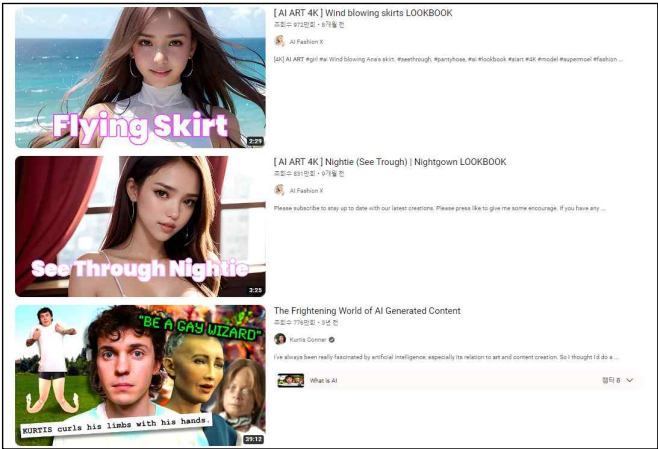 [ AI ART 4K ] Wind blowing skirts LOOKBOOK
조회수 972만회 • 8개월 전
AI Fashion X
[4K] AI ART #girl #ai Wind blowing Ana's skirt. #seethrough, #pantyhose, #ai #lookbook #aiart #4K #model #supermoel #fashion ...
Flying Skirt
2:29
[ AI ART 4K ] Nightie (See Trough) | Nightgown LOOKBOOK
조회수 831만회 • 9개월 전
AI Fashion X
Please subscribe to stay up to date with our latest creations. Please press like to give me some encourage. If you have any ...
See Through Nightie
3:25
The Frightening World of AI Generated Content
조회수 776만회 • 3년 전
Kurtis Conner
I've always been really fascinated by artificial intelligence, especially its relation to art and content creation. So I thought I'd do a ...
What is AI
챕터 8
"BE A GAY WIZARD"
KURTIS curls his limbs with his hands.
39:12